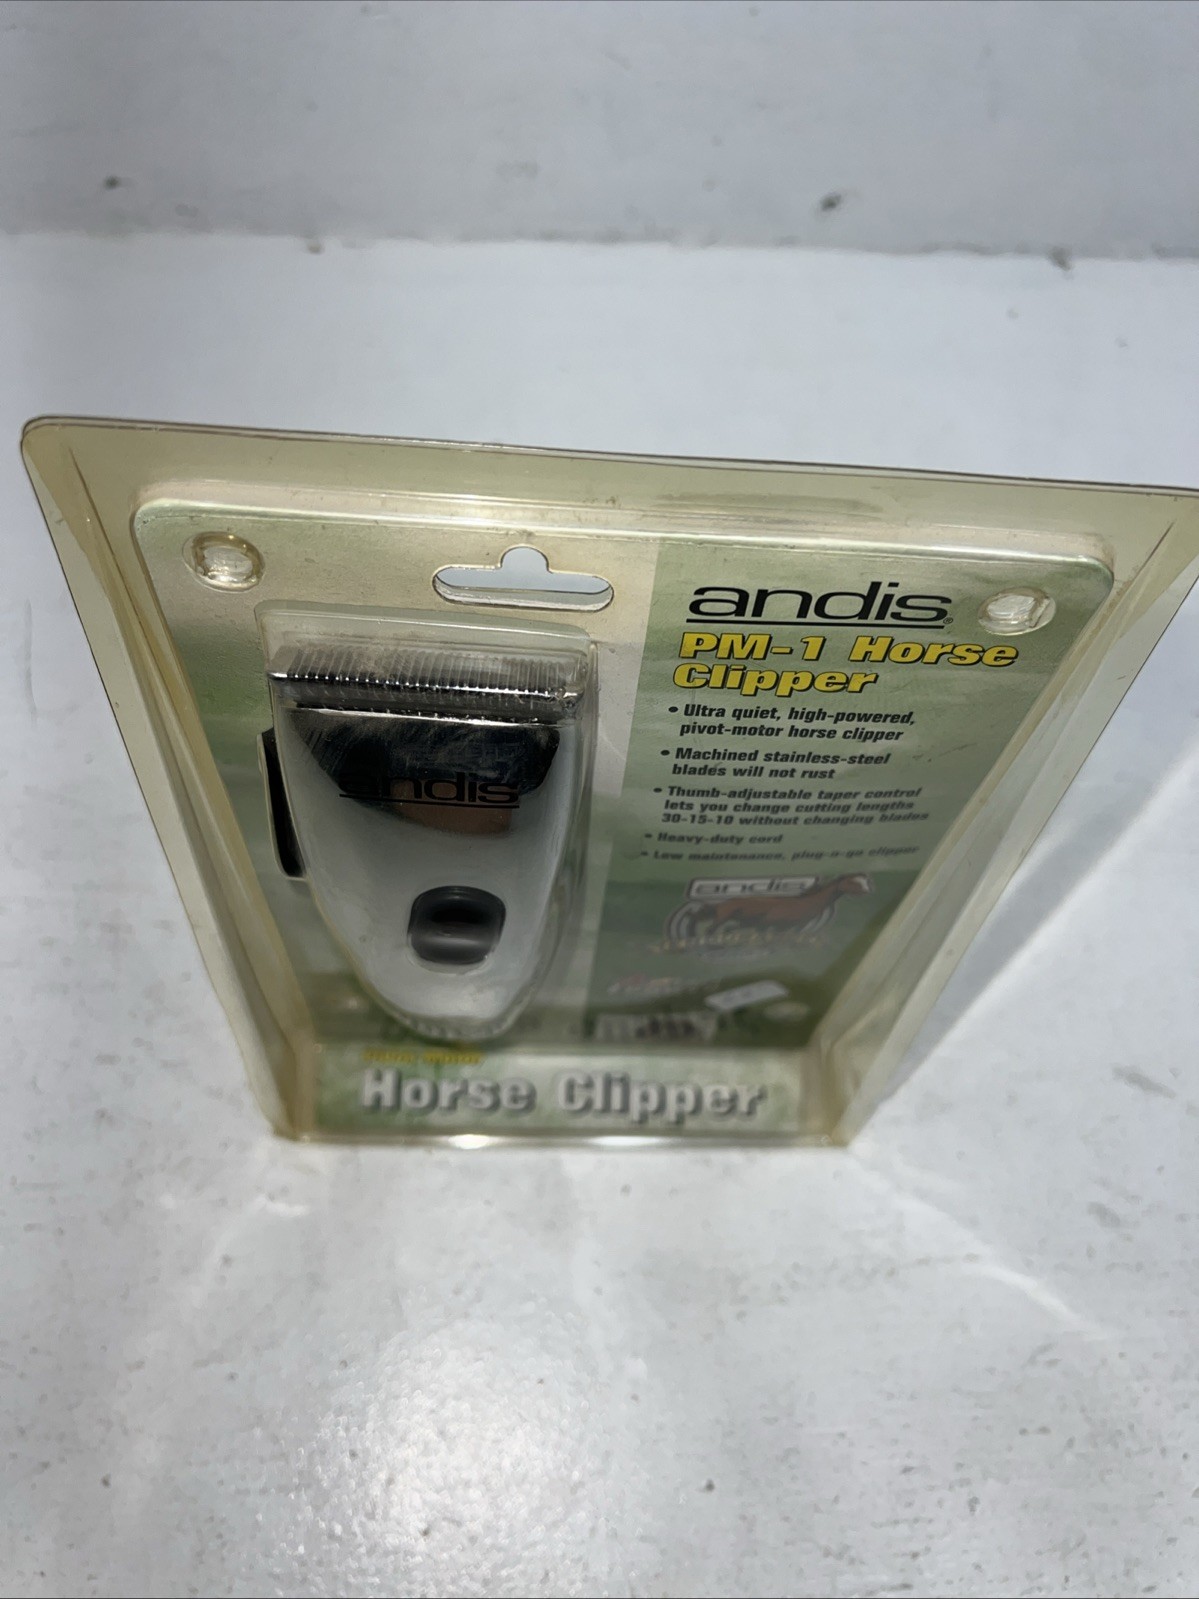 andis®
PM-1 Horse
Clipper
• Ultra quiet, high-powered,
pivot-motor horse clipper
• Machined stainless-steel
blades will not rust
• Thumb-adjustable taper control
lets you change cutting lengths
30-15-10 without changing blades
• Heavy-duty cord
• Low maintenance, plug-n-go clipper
andis
andis
Pivot Motor
Horse Clipper